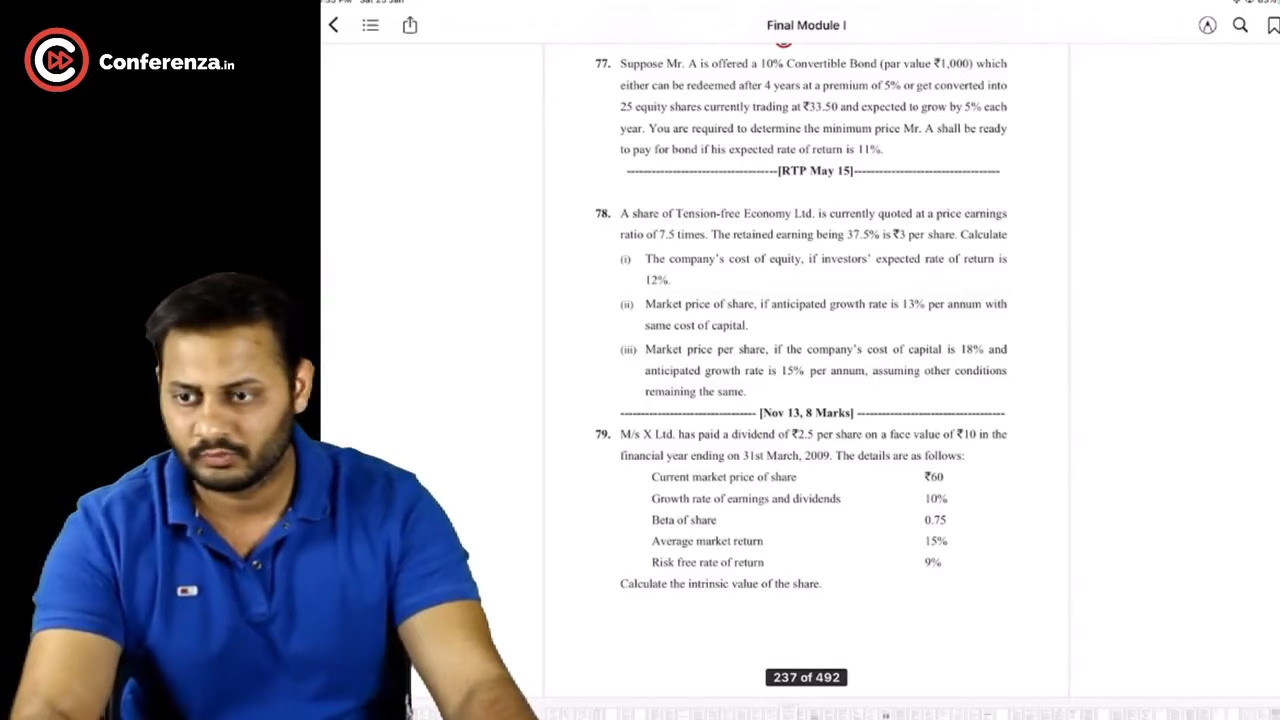 Sat 25 Jan
Conferenza.in
Final Module I
77. Suppose Mr. A is offered a 10% Convertible Bond (par value ₹1,000) which
either can be redeemed after 4 years at a premium of 5% or get converted into
25 equity shares currently trading at ₹33.50 and expected to grow by 5% each
year. You are required to determine the minimum price Mr. A shall be ready
to pay for bond if his expected rate of return is 11%.
------------------------------------[RTP May 15]-----------------------------------
78. A share of Tension-free Economy Ltd. is currently quoted at a price earnings
ratio of 7.5 times. The retained earning being 37.5% is ₹3 per share. Calculate
(i) The company's cost of equity, if investors' expected rate of return is
12%.
(ii) Market price of share, if anticipated growth rate is 13% per annum with
same cost of capital.
(iii) Market price per share, if the company's cost of capital is 18% and
anticipated growth rate is 15% per annum, assuming other conditions
remaining the same.
-------------------------------- [Nov 13, 8 Marks] -----------------------------------
79. M/s X Ltd. has paid a dividend of ₹2.5 per share on a face value of ₹10 in the
financial year ending on 31st March, 2009. The details are as follows:
Current market price of share ₹60
Growth rate of earnings and dividends 10%
Beta of share 0.75
Average market return 15%
Risk free rate of return 9%
Calculate the intrinsic value of the share.
237 of 492